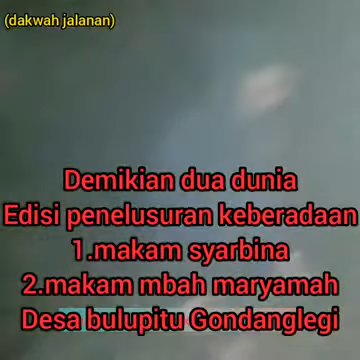 (dakwah jalanan)
Demikian dua dunia
Edisi penelusuran keberadaan
1.makam syarbina
2.makam mbah maryamah
Desa bulupitu Gondanglegi